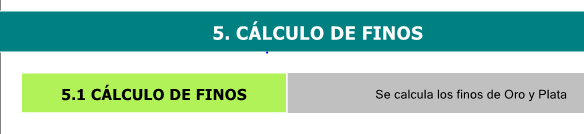 5. CÁLCULO DE FINOS
5.1 CÁLCULO DE FINOS
Se calcula los finos de Oro y Plata